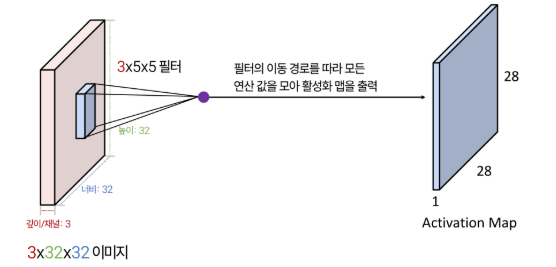 3x5x5 필터
필터의 이동 경로를 따라 모든
연산 값을 모아 활성화 맵을 출력
높이: 32
너비: 32
깊이/채널: 3
3x32x32 이미지
28
28
1
Activation Map